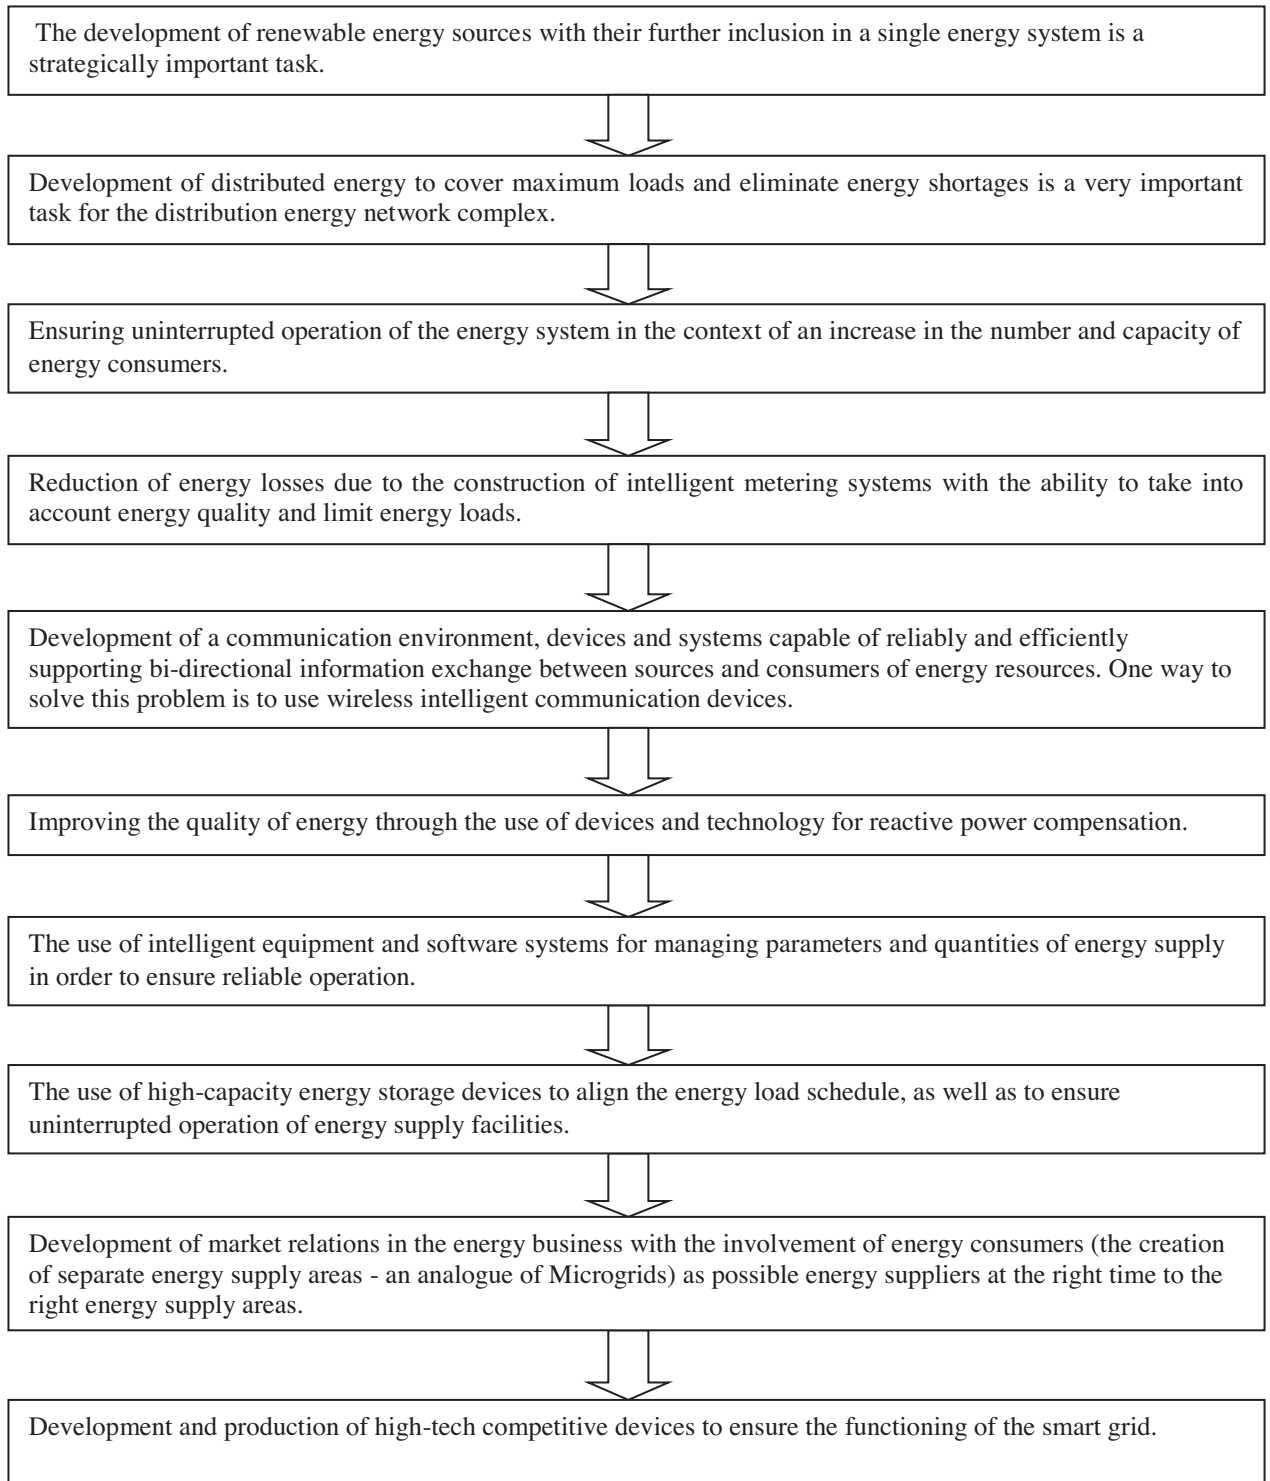 The development of renewable energy sources with their further inclusion in a single energy system is a
strategically important task.
Development of distributed energy to cover maximum loads and eliminate energy shortages is a very important
task for the distribution energy network complex.
Ensuring uninterrupted operation of the energy system in the context of an increase in the number and capacity of
energy consumers.
Reduction of energy losses due to the construction of intelligent metering systems with the ability to take into
account energy quality and limit energy loads.
Development of a communication environment, devices and systems capable of reliably and efficiently
supporting bi-directional information exchange between sources and consumers of energy resources. One way to
solve this problem is to use wireless intelligent communication devices.
Improving the quality of energy through the use of devices and technology for reactive power compensation.
The use of intelligent equipment and software systems for managing parameters and quantities of energy supply
in order to ensure reliable operation.
The use of high-capacity energy storage devices to align the energy load schedule, as well as to ensure
uninterrupted operation of energy supply facilities.
Development of market relations in the energy business with the involvement of energy consumers (the creation
of separate energy supply areas - an analogue of Microgrids) as possible energy suppliers at the right time to the
right energy supply areas.
Development and production of high-tech competitive devices to ensure the functioning of the smart grid.